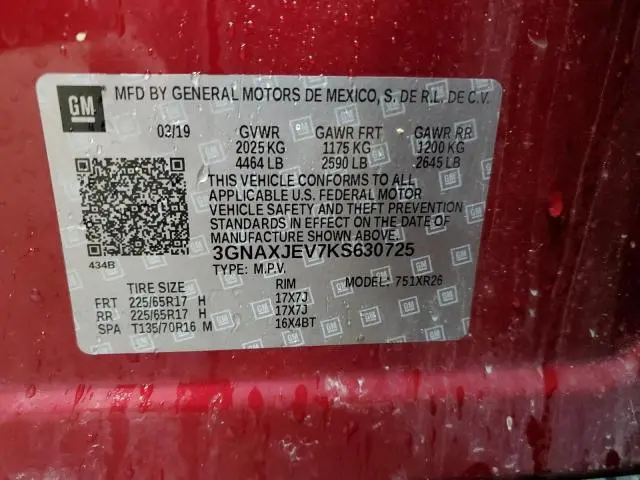 GM MFD BY GENERAL MOTORS DE MEXICO, S. DE R.L. DE C.V.
03/19 GVWR GAWR FRT GAWR RR
2025 KG 1175 KG 1200 KG
4464 LB 2590 LB 2645 LB
THIS VEHICLE CONFORMS TO ALL
APPLICABLE U.S. FEDERAL MOTOR
VEHICLE SAFETY AND THEFT PREVENTION
STANDARDS IN EFFECT ON THE DATE OF
MANUFACTURE SHOWN ABOVE.
434B 3GNAXJEV7KS630725
TYPE: M.P.V. MODEL: 751XR26
TIRE SIZE RIM
FRT 225/65R17 H 17X7J
RR 225/65R17 H 17X7J
SPA T135/70R16 M 16X4BT